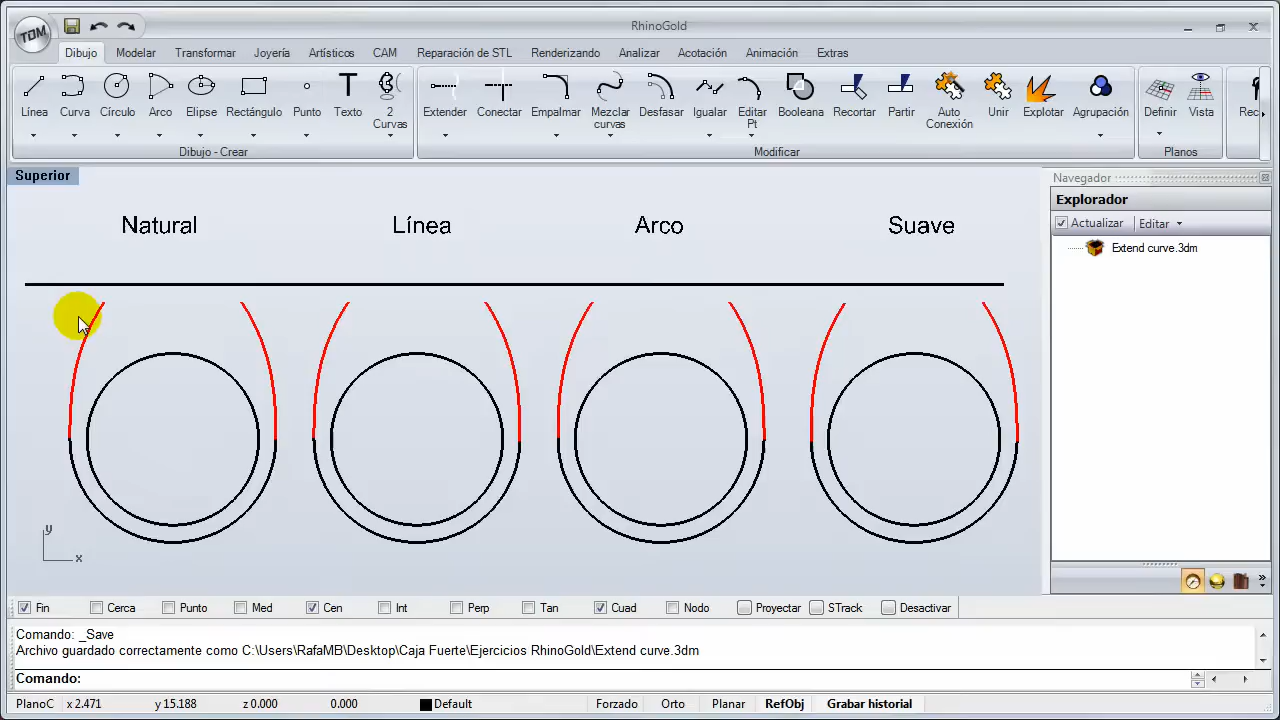 RhinoGold
TDM
Dibujo Modelar Transformar Joyería Artísticos CAM Reparación de STL Renderizando Analizar Acotación Animación Extras
Línea Curva Círculo Arco Elipse Rectángulo Punto Texto 2 Curvas Extender Conectar Empalmar Mezclar curvas Desfasar Igualar Editar Pt Booleana Recortar Partir Auto Conexión Unir Explotar Agrupación Definir Vista Rec
Dibujo - Crear Modificar Planos
Superior
Navegador
Explorador
Actualizar Editar
Extend curve.3dm
Natural Línea Arco Suave
y
x
Fin Cerca Punto Med Cen Int Perp Tan Cuad Nodo Proyectar STrack Desactivar
Comando: _Save
Archivo guardado correctamente como C:\Users\RafaMB\Desktop\Caja Fuerte\Ejercicios RhinoGold\Extend curve.3dm
Comando:
PlanoC x 2.471 y 15.188 z 0.000 0.000 Default Forzado Orto Planar RefObj Grabar historial